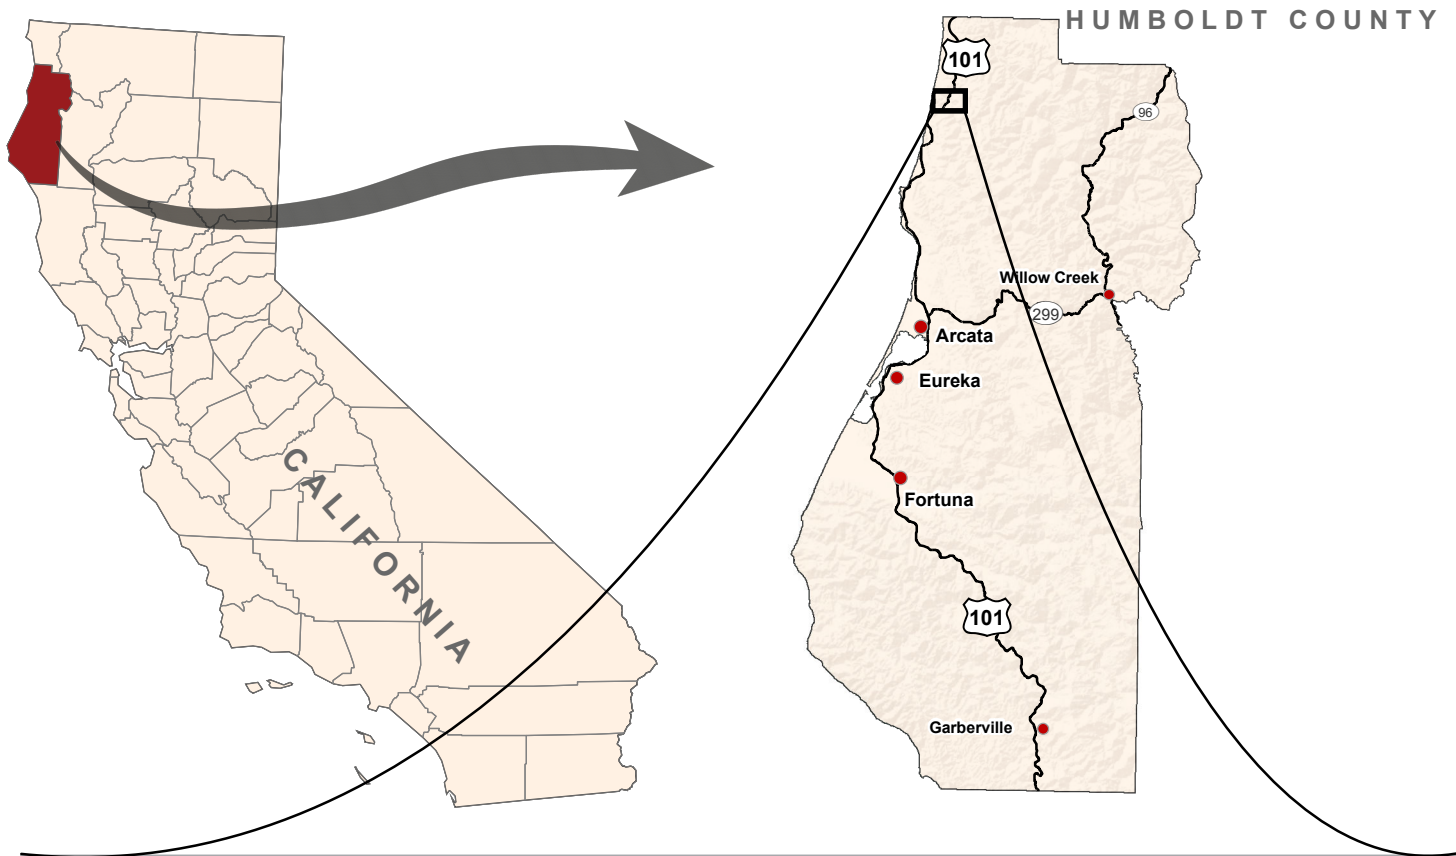 HUMBOLDT COUNTY
101
96
Willow Creek
299
Arcata
Eureka
CALIFORNIA
Fortuna
101
Garberville